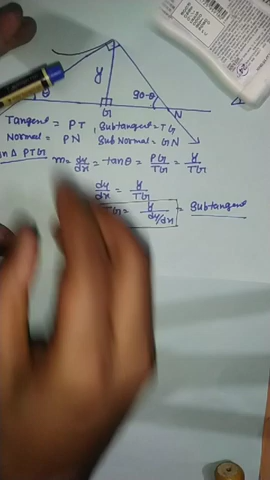 θ
y
90-θ
G
N
Tangent = PT , Subtangent = TG
Normal = PN Sub Normal = GN
In Δ PTG m = dy/dx = tanθ = PG/TG = y/TG
dy/dx = y/TG
TG = y/dy/dx = Subtangent